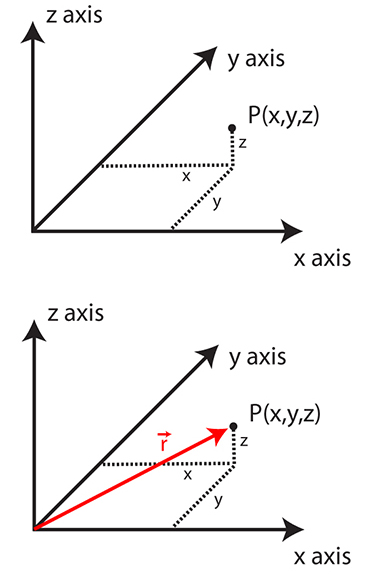 z axis
y axis
P(x,y,z)
z
x
y
x axis
z axis
y axis
P(x,y,z)
r⃗
z
x
y
x axis